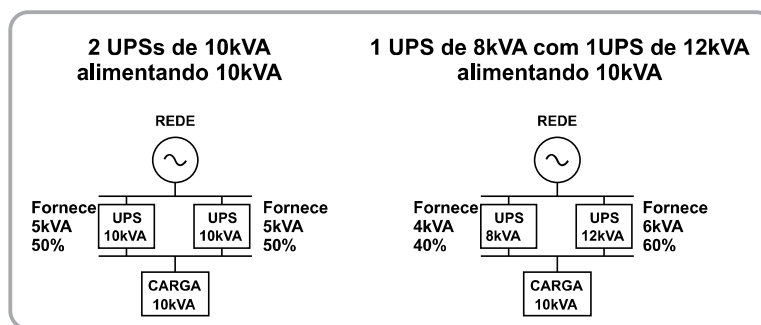 2 UPSs de 10kVA
alimentando 10kVA
REDE
Fornece
5kVA
50%
UPS
10kVA
UPS
10kVA
Fornece
5kVA
50%
CARGA
10kVA
1 UPS de 8kVA com 1UPS de 12kVA
alimentando 10kVA
REDE
Fornece
4kVA
40%
UPS
8kVA
UPS
12kVA
Fornece
6kVA
60%
CARGA
10kVA